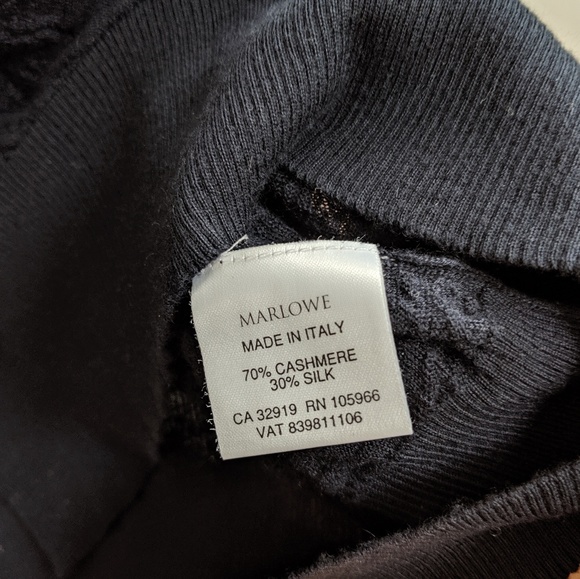 MARLOWE
MADE IN ITALY
70% CASHMERE
30% SILK
CA 32919 RN 105966
VAT 839811106